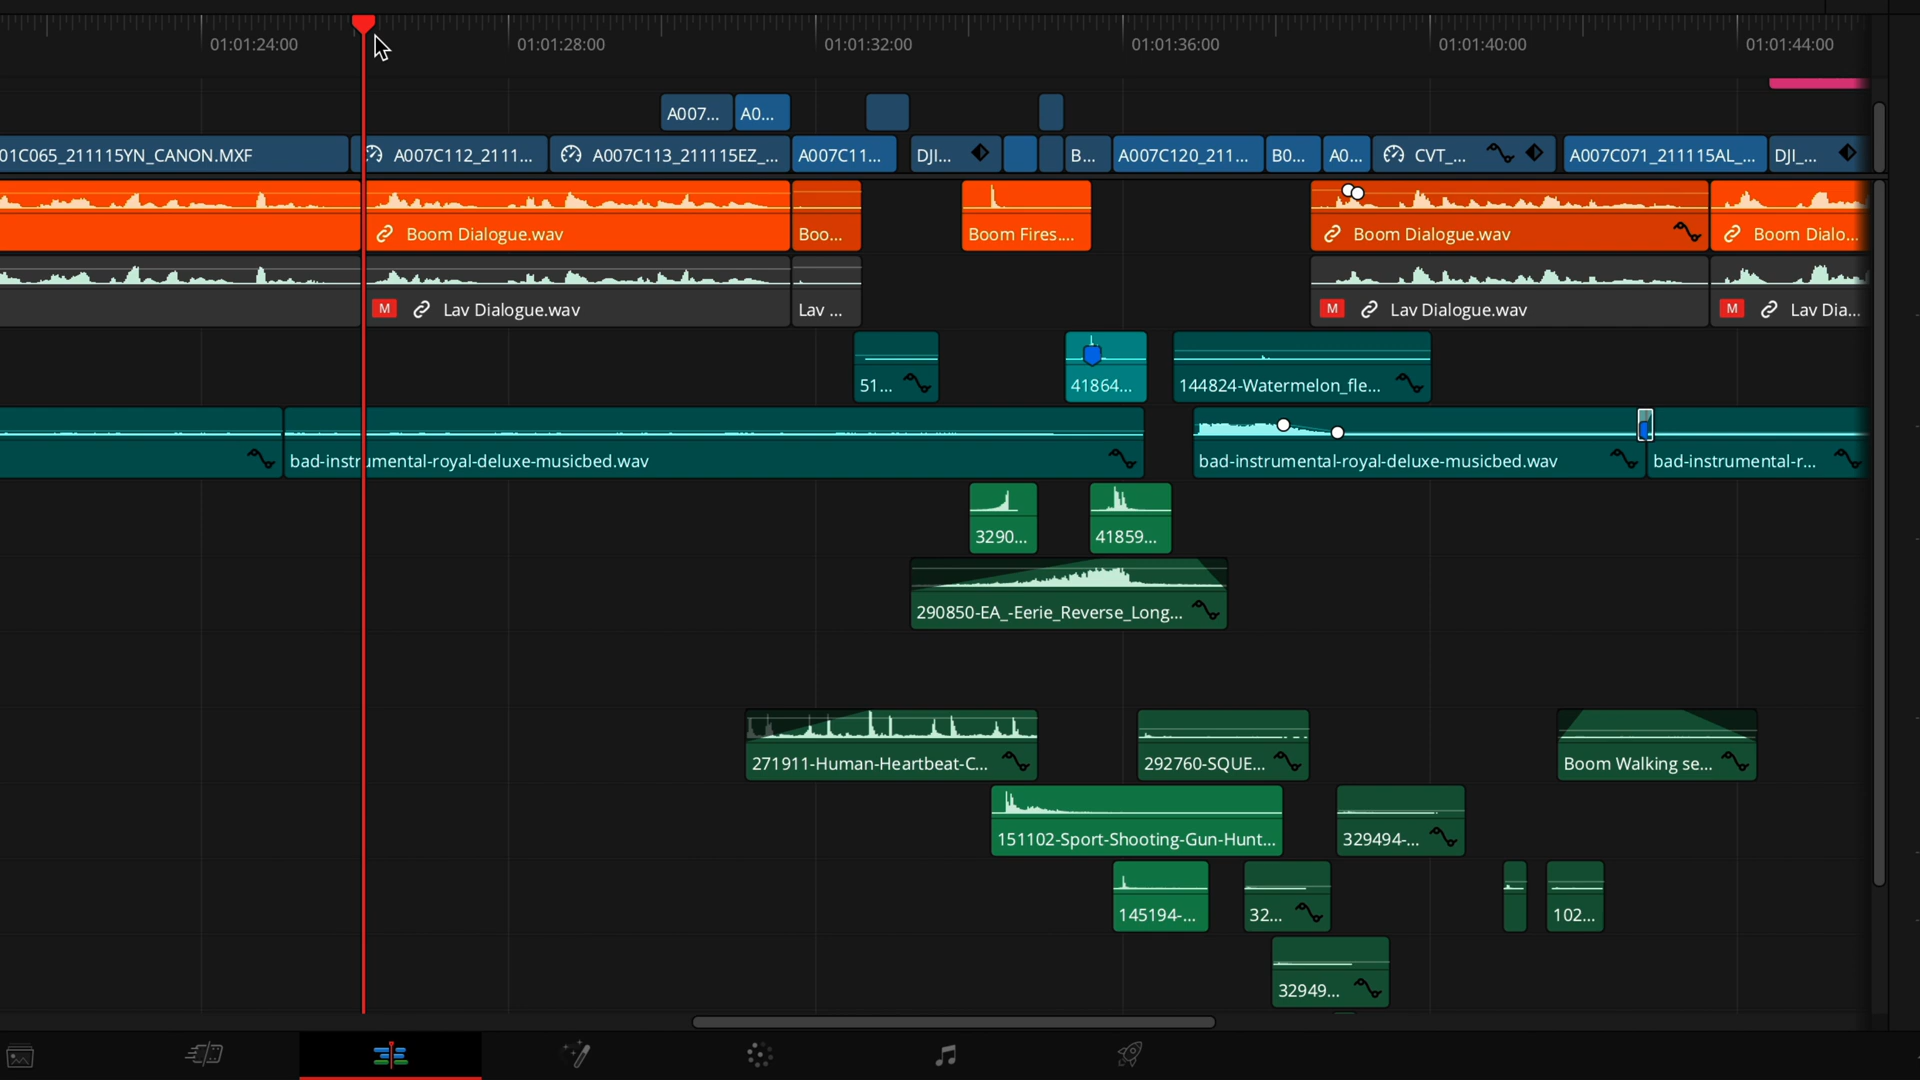 01:01:24:00 01:01:28:00 01:01:32:00 01:01:36:00 01:01:40:00 01:01:44:00
A007... A0...
01C065_211115YN_CANON.MXF A007C112_2111... A007C113_211115EZ_... A007C11... DJI... B... A007C120_211... B0... A0... CVT_... A007C071_211115AL_... DJI_...
Boom Dialogue.wav Boo... Boom Fires.... Boom Dialogue.wav Boom Dialo...
M Lav Dialogue.wav Lav ... M Lav Dialogue.wav M Lav Dia...
51... 41864... 144824-Watermelon_fle...
bad-instrumental-royal-deluxe-musicbed.wav bad-instrumental-royal-deluxe-musicbed.wav bad-instrumental-r...
3290... 41859...
290850-EA_-Eerie_Reverse_Long...
271911-Human-Heartbeat-C... 292760-SQUE... Boom Walking se...
151102-Sport-Shooting-Gun-Hunt... 329494-...
145194-... 32... 102...
32949...